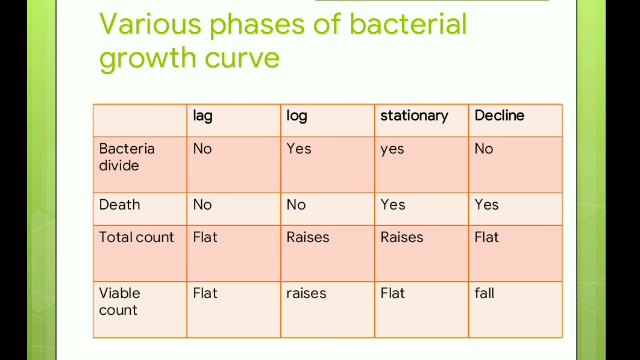 Various phases of bacterial
growth curve
lag log stationary Decline
Bacteria divide No Yes yes No
Death No No Yes Yes
Total count Flat Raises Raises Flat
Viable count Flat raises Flat fall